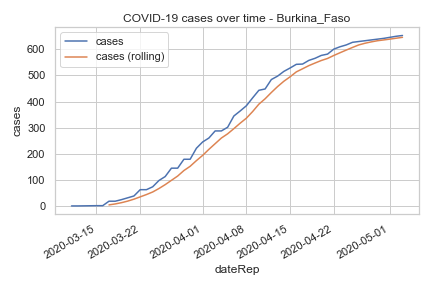 COVID-19 cases over time - Burkina_Faso
cases
cases (rolling)
600
500
400
300
200
100
0
cases
2020-03-15
2020-03-22
2020-04-01
2020-04-08
2020-04-15
2020-04-22
2020-05-01
dateRep